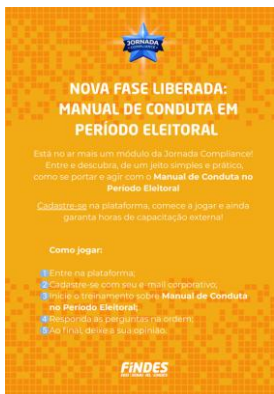 JORNADA
COMPLIANCE
NOVA FASE LIBERADA:
MANUAL DE CONDUTA EM
PERÍODO ELEITORAL
Está no ar mais um módulo da Jornada Compliance!
Entre e descubra, de um jeito simples e prático,
como se portar e agir com o Manual de Conduta no
Período Eleitoral
Cadastre-se na plataforma, comece a jogar e ainda
garanta horas de capacitação externa!
Como jogar:
1 Entre na plataforma;
2 Cadastre-se com seu e-mail corporativo;
3 Inicie o treinamento sobre Manual de Conduta
no Período Eleitoral;
4 Responda as perguntas na ordem;
5 Ao final, deixe a sua opinião.
FINDES